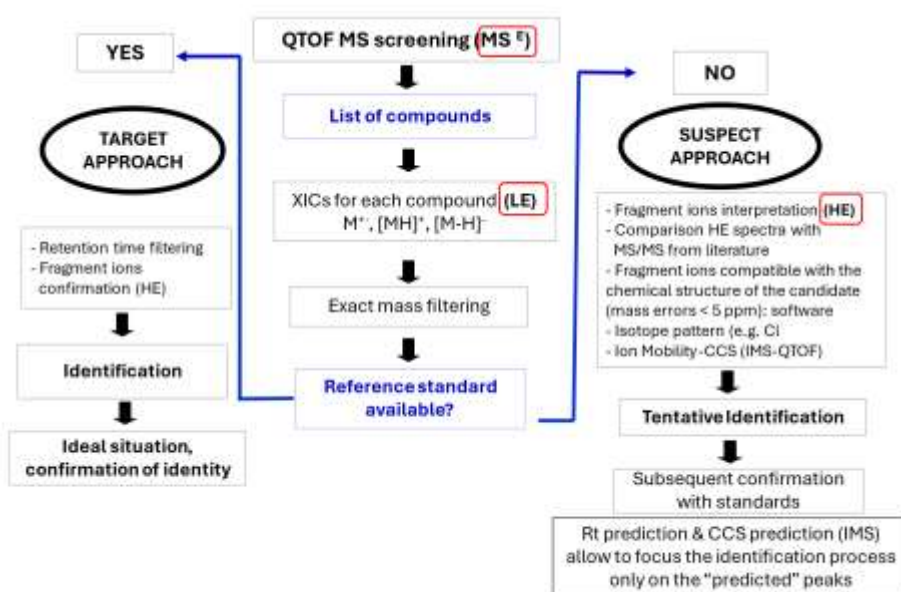 QTOF MS screening (MS ᴱ)
YES
NO
List of compounds
TARGET
APPROACH
SUSPECT
APPROACH
XICs for each compound (LE)
M⁺·, [MH]⁺, [M-H]⁻
- Retention time filtering
- Fragment ions
confirmation (HE)
- Fragment ions interpretation (HE)
- Comparison HE spectra with
MS/MS from literature
- Fragment ions compatible with the
chemical structure of the candidate
(mass errors < 5 ppm): software
- Isotope pattern (e.g. Cl
- Ion Mobility-CCS (IMS-QTOF)
Exact mass filtering
Identification
Reference standard
available?
Tentative Identification
Ideal situation,
confirmation of identity
Subsequent confirmation
with standards
Rt prediction & CCS prediction (IMS)
allow to focus the identification process
only on the “predicted” peaks